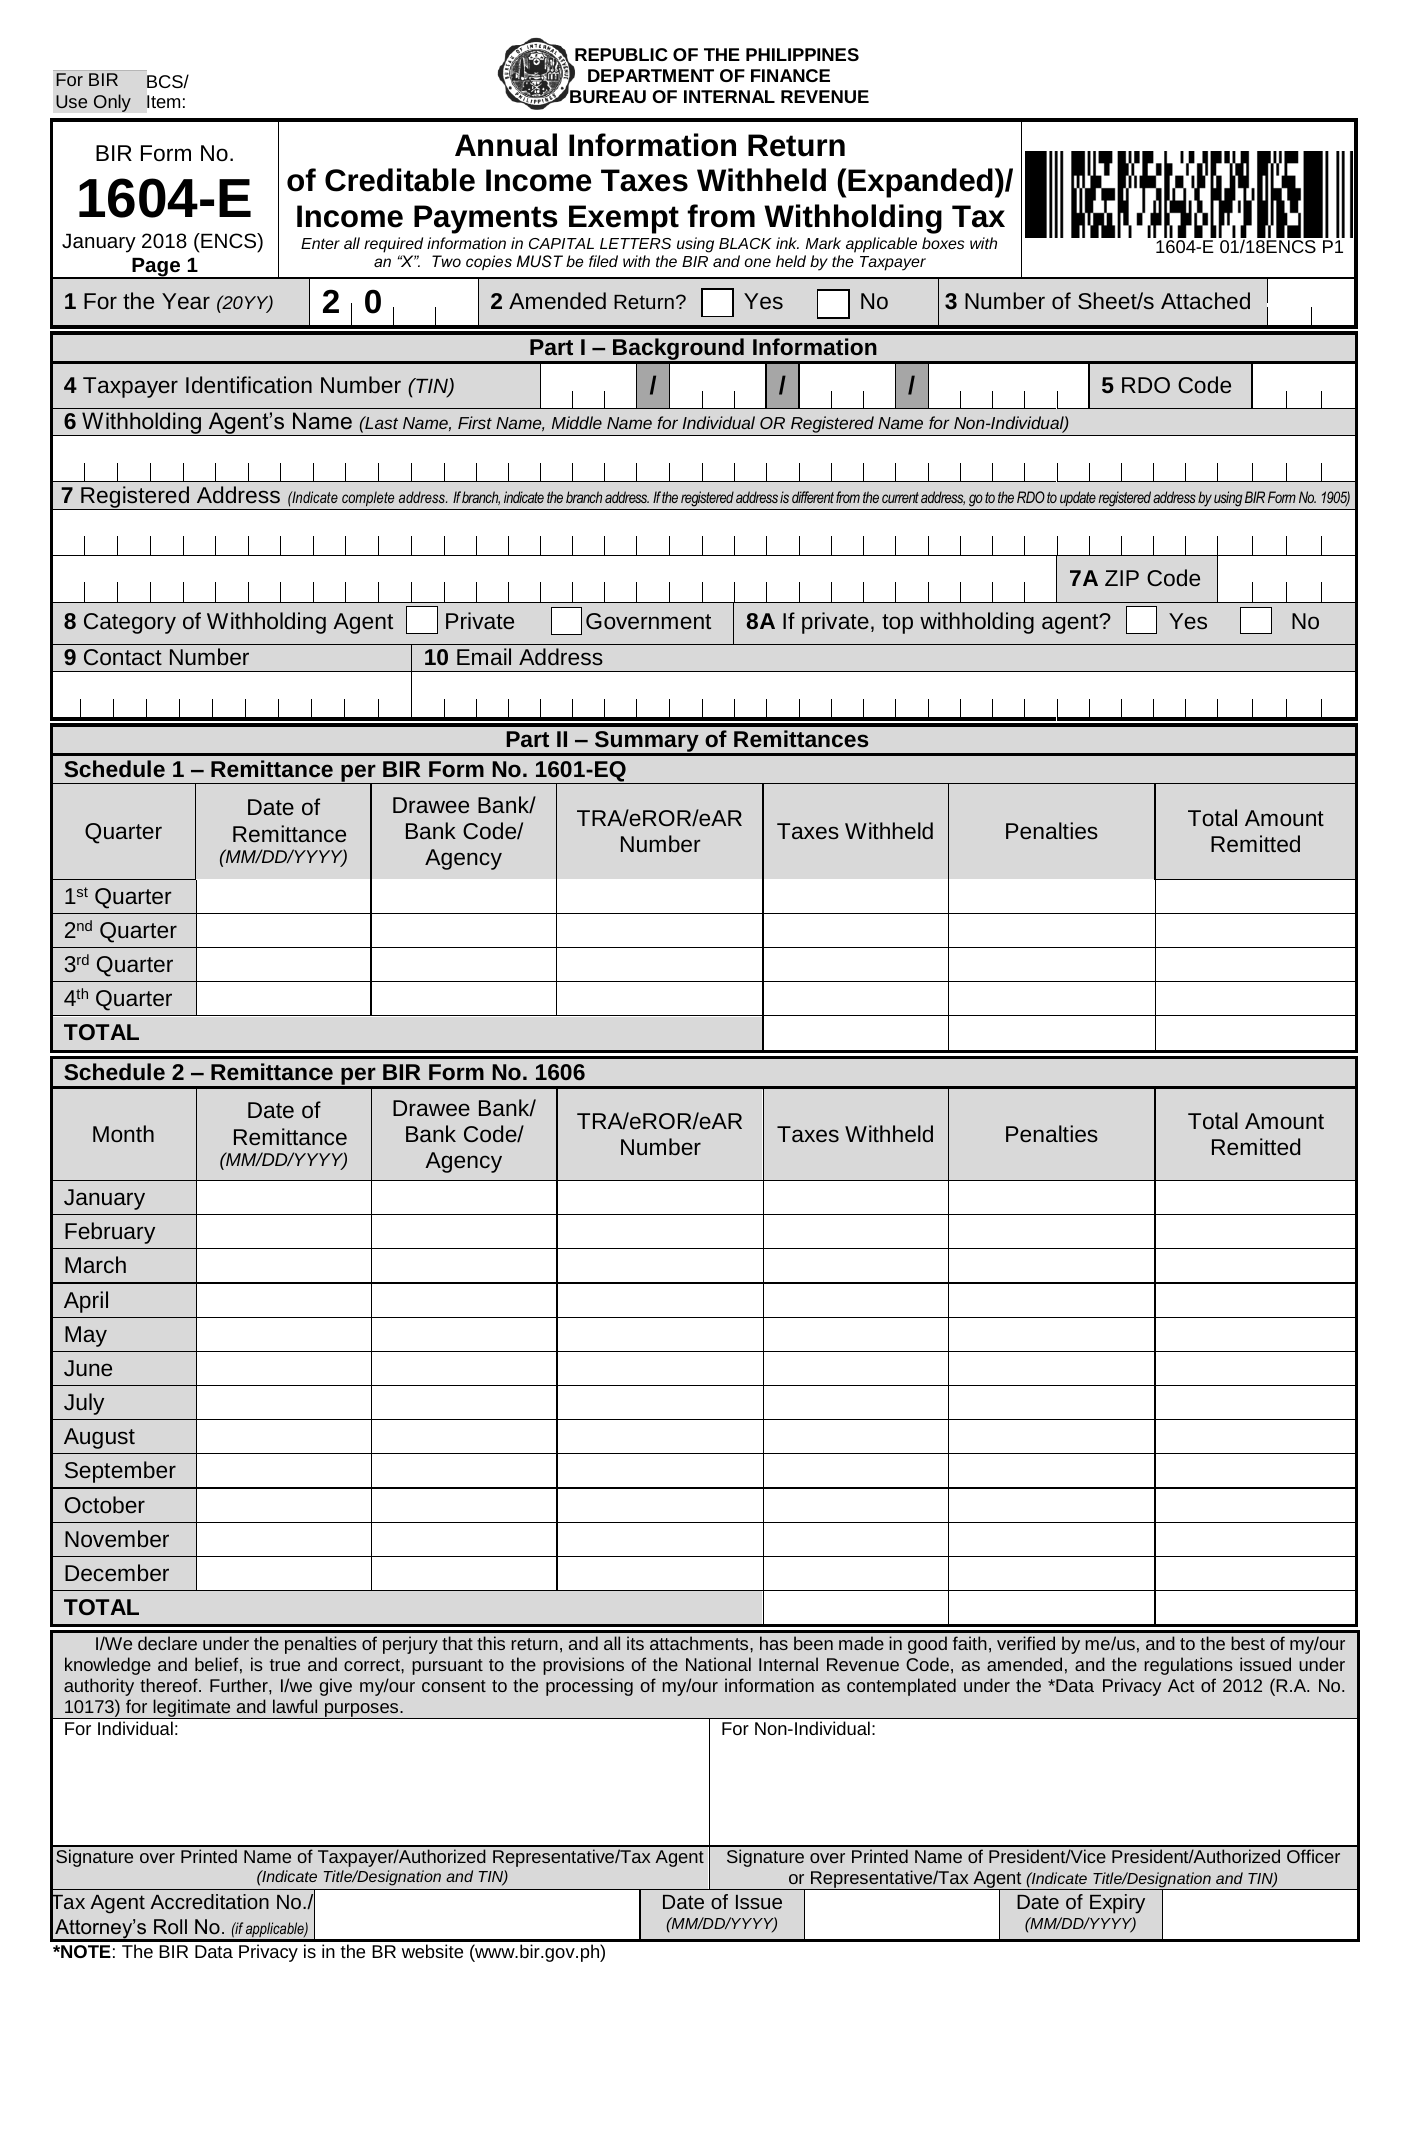 REPUBLIC OF THE PHILIPPINES
DEPARTMENT OF FINANCE
BUREAU OF INTERNAL REVENUE
For BIR
Use Only
BCS/
Item:
BIR Form No.
1604-E
January 2018 (ENCS)
Page 1
Annual Information Return
of Creditable Income Taxes Withheld (Expanded)/
Income Payments Exempt from Withholding Tax
Enter all required information in CAPITAL LETTERS using BLACK ink. Mark applicable boxes with
an “X”. Two copies MUST be filed with the BIR and one held by the Taxpayer
1604-E 01/18ENCS P1
1 For the Year (20YY) 2 0 2 Amended Return? Yes No 3 Number of Sheet/s Attached
Part I – Background Information
4 Taxpayer Identification Number (TIN) / / / 5 RDO Code
6 Withholding Agent’s Name (Last Name, First Name, Middle Name for Individual OR Registered Name for Non-Individual)
7 Registered Address (Indicate complete address. If branch, indicate the branch address. If the registered address is different from the current address, go to the RDO to update registered address by using BIR Form No. 1905)
7A ZIP Code
8 Category of Withholding Agent Private Government 8A If private, top withholding agent? Yes No
9 Contact Number 10 Email Address
Part II – Summary of Remittances
Schedule 1 – Remittance per BIR Form No. 1601-EQ
Quarter
Date of
Remittance
(MM/DD/YYYY)
Drawee Bank/
Bank Code/
Agency
TRA/eROR/eAR
Number
Taxes Withheld
Penalties
Total Amount
Remitted
1st Quarter
2nd Quarter
3rd Quarter
4th Quarter
TOTAL
Schedule 2 – Remittance per BIR Form No. 1606
Month
Date of
Remittance
(MM/DD/YYYY)
Drawee Bank/
Bank Code/
Agency
TRA/eROR/eAR
Number
Taxes Withheld
Penalties
Total Amount
Remitted
January
February
March
April
May
June
July
August
September
October
November
December
TOTAL
I/We declare under the penalties of perjury that this return, and all its attachments, has been made in good faith, verified by me/us, and to the best of my/our
knowledge and belief, is true and correct, pursuant to the provisions of the National Internal Revenue Code, as amended, and the regulations issued under
authority thereof. Further, I/we give my/our consent to the processing of my/our information as contemplated under the *Data Privacy Act of 2012 (R.A. No.
10173) for legitimate and lawful purposes.
For Individual:
For Non-Individual:
Signature over Printed Name of Taxpayer/Authorized Representative/Tax Agent
(Indicate Title/Designation and TIN)
Signature over Printed Name of President/Vice President/Authorized Officer
or Representative/Tax Agent (Indicate Title/Designation and TIN)
Tax Agent Accreditation No./
Attorney’s Roll No. (if applicable)
Date of Issue
(MM/DD/YYYY)
Date of Expiry
(MM/DD/YYYY)
*NOTE: The BIR Data Privacy is in the BR website (www.bir.gov.ph)